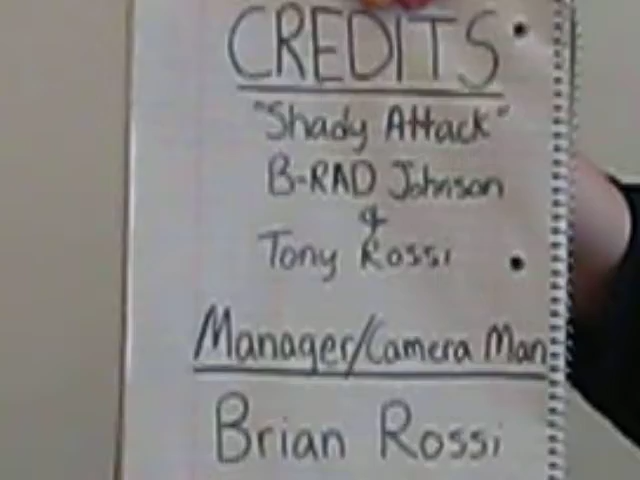 CREDITS
"Shady Attack"
B-RAD Johnson
&
Tony Rossi
Manager/Camera Man
Brian Rossi